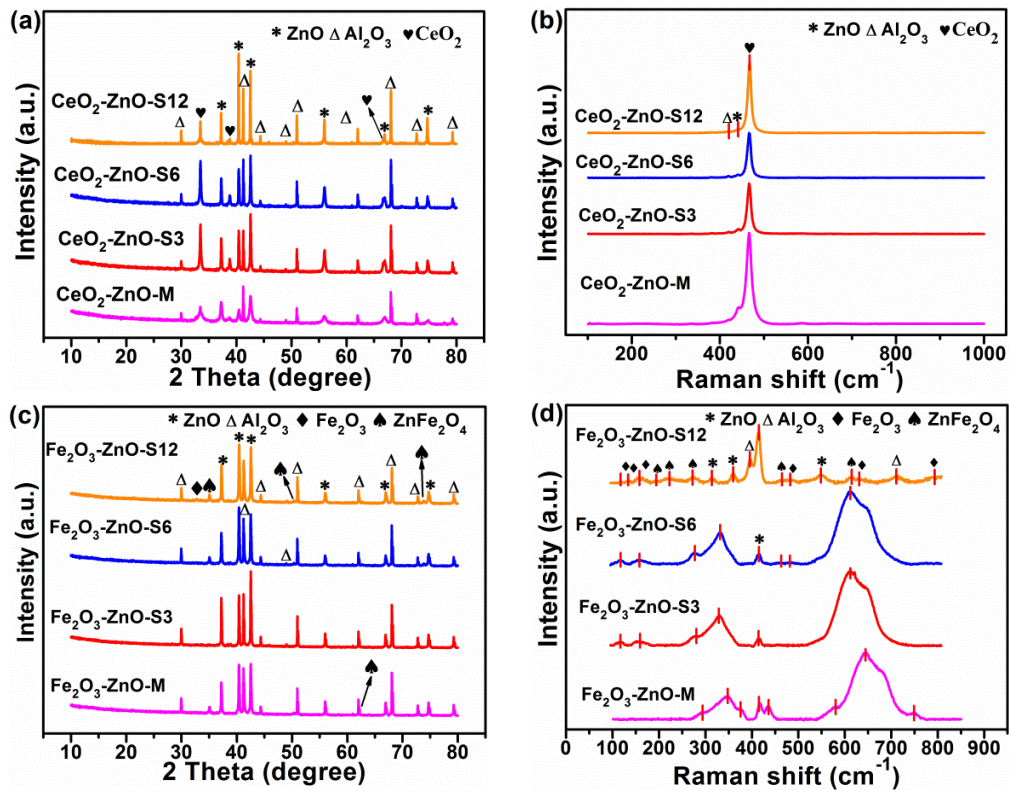 (a)
* ZnO Δ Al₂O₃ ♥ CeO₂
CeO₂-ZnO-S12
CeO₂-ZnO-S6
CeO₂-ZnO-S3
CeO₂-ZnO-M
Intensity (a.u.)
10 20 30 40 50 60 70 80
2 Theta (degree)
(b)
* ZnO Δ Al₂O₃ ♥ CeO₂
CeO₂-ZnO-S12
CeO₂-ZnO-S6
CeO₂-ZnO-S3
CeO₂-ZnO-M
Intensity (a.u.)
200 400 600 800 1000
Raman shift (cm⁻¹)
(c)
* ZnO Δ Al₂O₃ ♦ Fe₂O₃ ♠ ZnFe₂O₄
Fe₂O₃-ZnO-S12
Fe₂O₃-ZnO-S6
Fe₂O₃-ZnO-S3
Fe₂O₃-ZnO-M
Intensity (a.u.)
10 20 30 40 50 60 70 80
2 Theta (degree)
(d)
* ZnO Δ Al₂O₃ ♦ Fe₂O₃ ♠ ZnFe₂O₄
Fe₂O₃-ZnO-S12
Fe₂O₃-ZnO-S6
Fe₂O₃-ZnO-S3
Fe₂O₃-ZnO-M
Intensity (a.u.)
0 100 200 300 400 500 600 700 800 900
Raman shift (cm⁻¹)